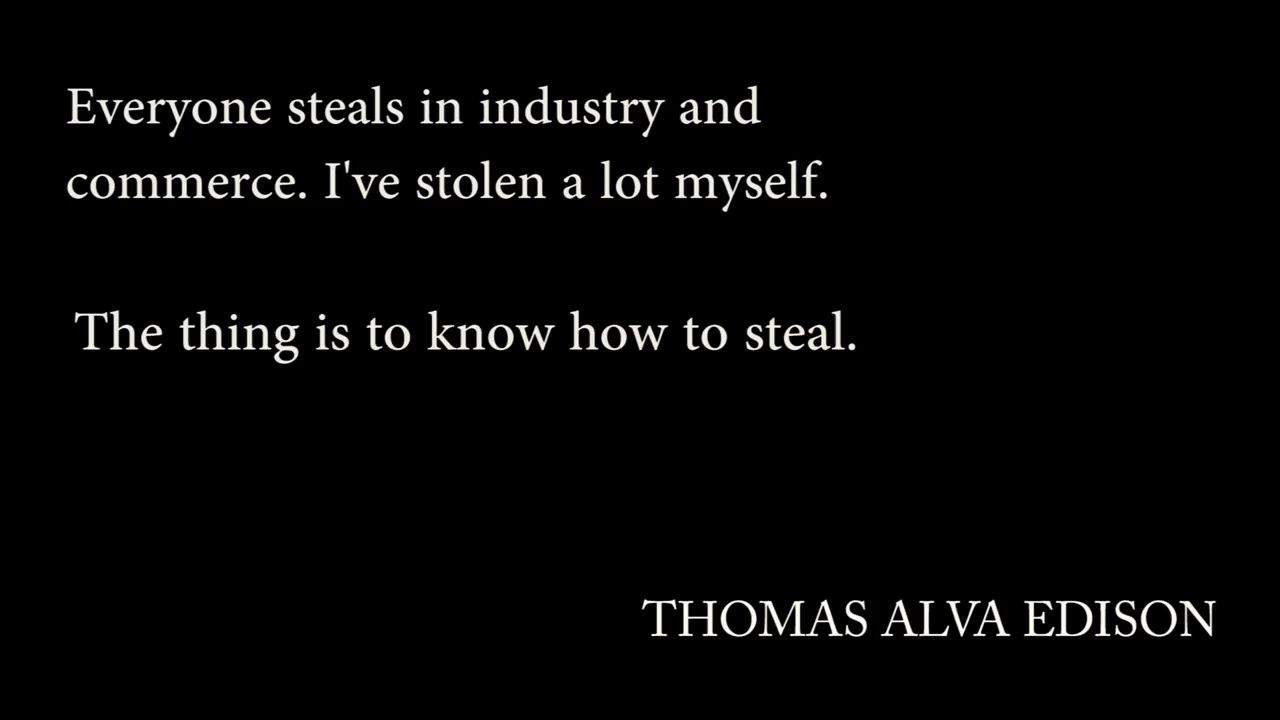 Everyone steals in industry and
commerce. I've stolen a lot myself.
The thing is to know how to steal.
THOMAS ALVA EDISON